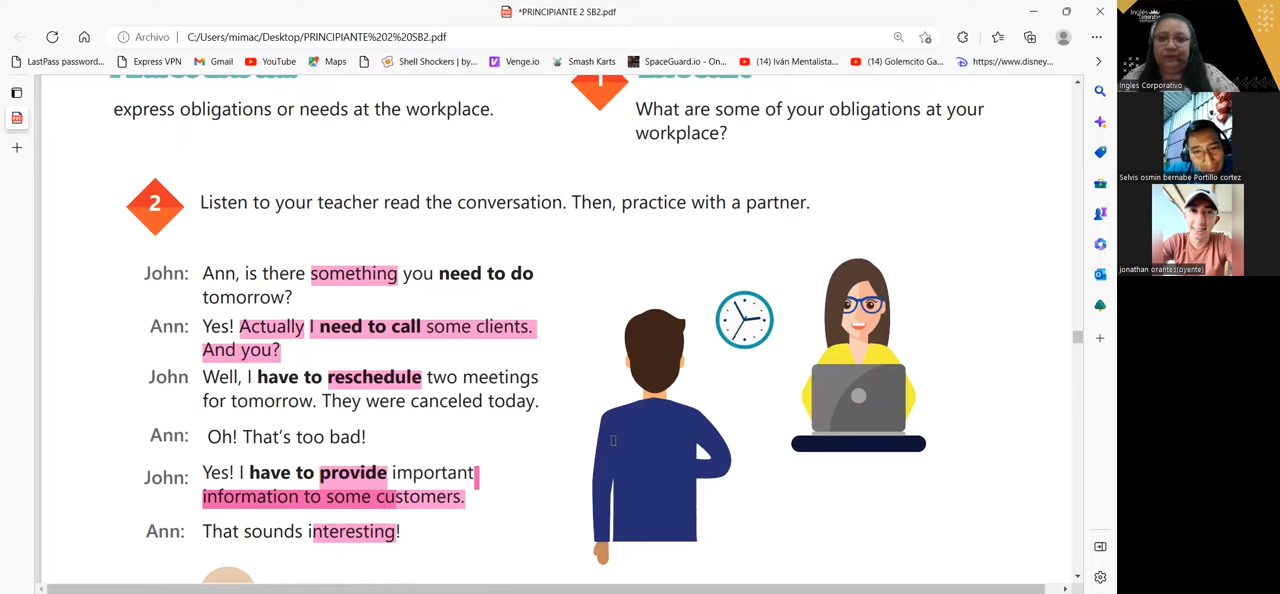 *PRINCIPIANTE 2 SB2.pdf
Archivo C:/Users/mimac/Desktop/PRINCIPIANTE%202%20SB2.pdf
LastPass password... Express VPN Gmail YouTube Maps Shell Shockers | by... Venge.io Smash Karts SpaceGuard.io - On... (14) Iván Mentalista... (14) Golemcito Ga... https://www.disney...
express obligations or needs at the workplace.
1
What are some of your obligations at your
workplace?
2 Listen to your teacher read the conversation. Then, practice with a partner.
John: Ann, is there something you need to do
tomorrow?
Ann: Yes! Actually I need to call some clients.
And you?
John Well, I have to reschedule two meetings
for tomorrow. They were canceled today.
Ann: Oh! That's too bad!
John: Yes! I have to provide important
information to some customers.
Ann: That sounds interesting!
Inglés
Corporativo
Ingles Corporativo
Selvis osmin bernabe Portillo cortez
jonathan orantes(oyente)